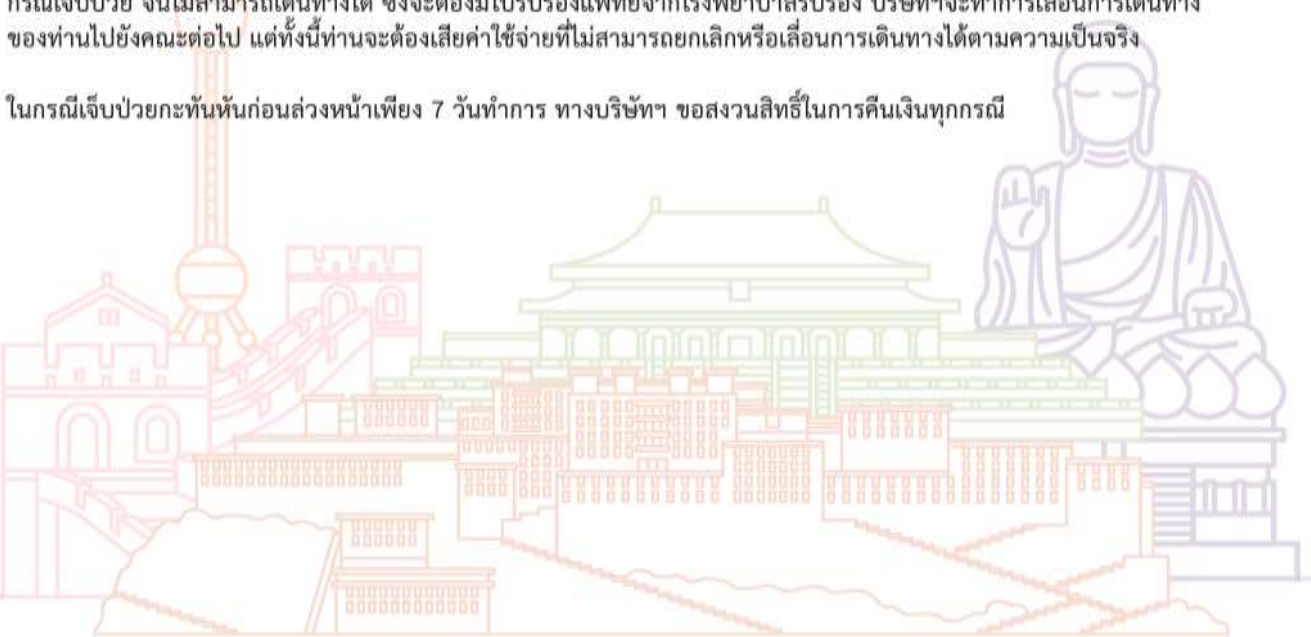 กรณีเจ็บป่วย จนไม่สามารถเดินทางได้ ซึ่งจะต้องมีใบรับรองแพทย์จากโรงพยาบาลรับรอง บริษัทฯจะทำการเลื่อนการเดินทาง
ของท่านไปยังคณะต่อไป แต่ทั้งนี้ท่านจะต้องเสียค่าใช้จ่ายที่ไม่สามารถยกเลิกหรือเลื่อนการเดินทางได้ตามความเป็นจริง
ในกรณีเจ็บป่วยกะทันหันก่อนล่วงหน้าเพียง 7 วันทำการ ทางบริษัทฯ ขอสงวนสิทธิ์ในการคืนเงินทุกกรณี